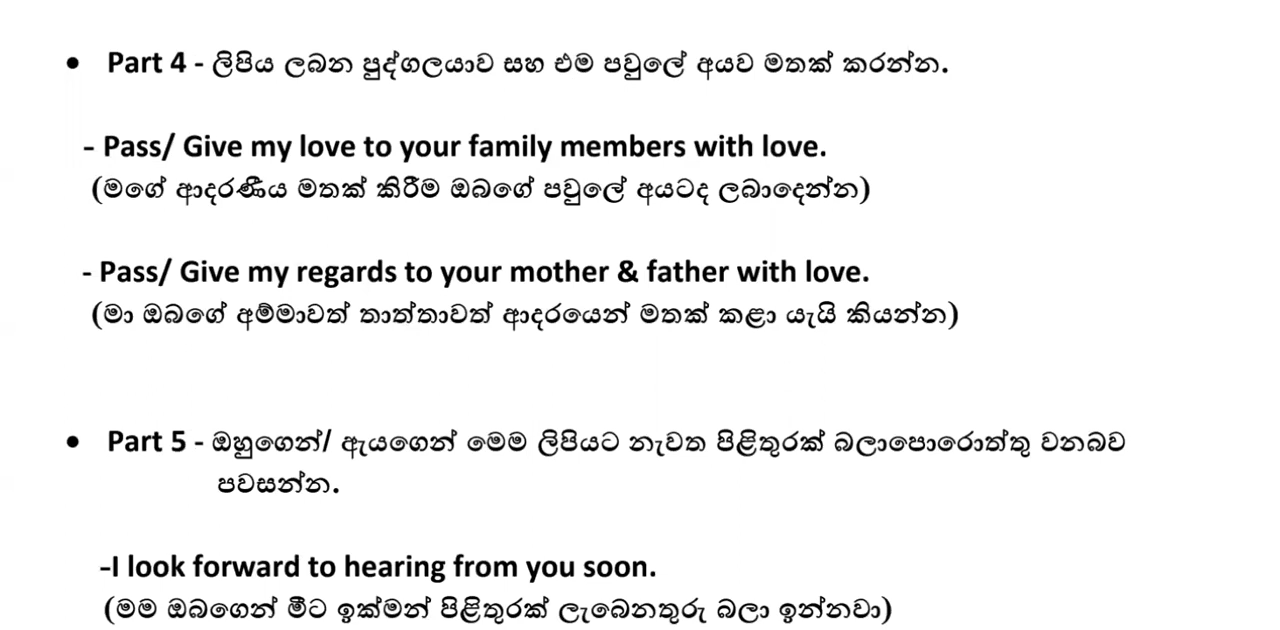 • Part 4 - ලිපිය ලබන පුද්ගලයාව සහ එම පවුලේ අයව මතක් කරන්න.
- Pass/ Give my love to your family members with love.
(මගේ ආදරණීය මතක් කිරීම ඔබගේ පවුලේ අයටද ලබාදෙන්න)
- Pass/ Give my regards to your mother & father with love.
(මා ඔබගේ අම්මාවත් තාත්තාවත් ආදරයෙන් මතක් කළා යැයි කියන්න)
• Part 5 - ඔහුගෙන්/ ඇයගෙන් මෙම ලිපියට නැවත පිළිතුරක් බලාපොරොත්තු වනබව
පවසන්න.
-I look forward to hearing from you soon.
(මම ඔබගෙන් මීට ඉක්මන් පිළිතුරක් ලැබෙනතුරු බලා ඉන්නවා)